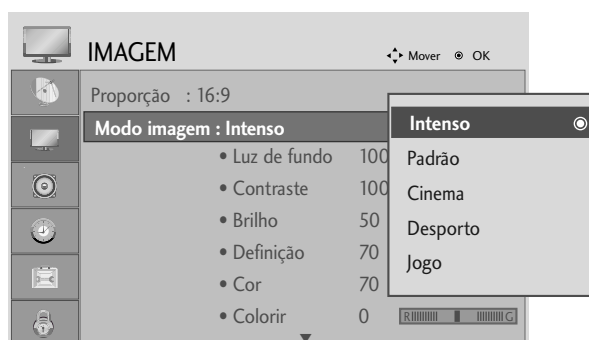 IMAGEM Mover OK
Proporção : 16:9
Modo imagem : Intenso
• Luz de fundo 100
• Contraste 100
• Brilho 50
• Definição 70
• Cor 70
• Colorir 0 R G
Intenso
Padrão
Cinema
Desporto
Jogo